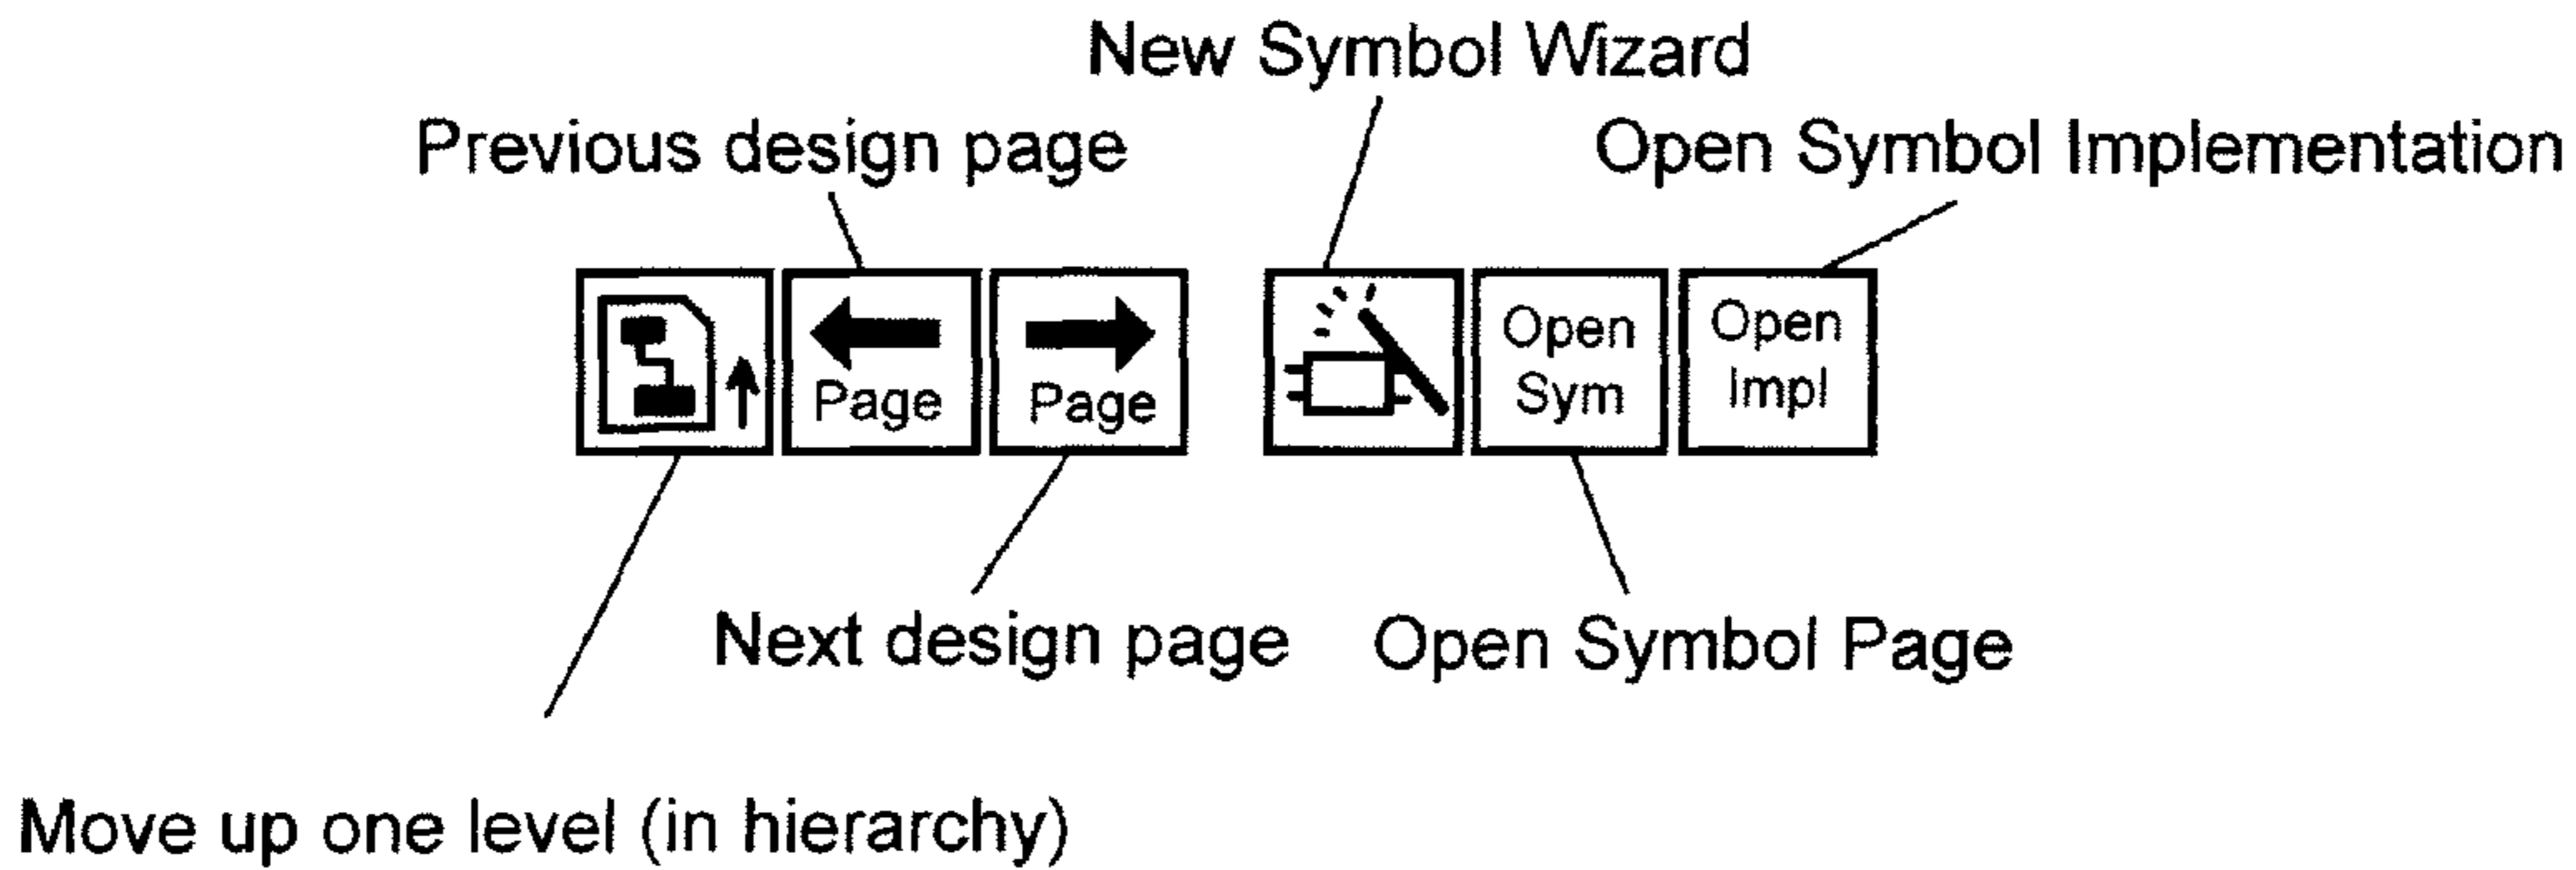 New Symbol Wizard
Previous design page
Open Symbol Implementation
Page
Page
Open
Sym
Open
Impl
Next design page
Open Symbol Page
Move up one level (in hierarchy)